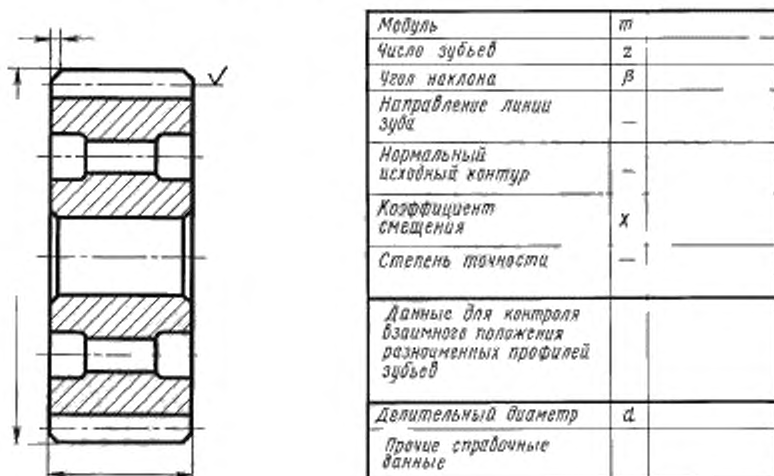 Модуль m
Число зубьев z
Угол наклона β
Направление линии
зуба —
Нормальный
исходный контур —
Коэффициент
смещения x
Степень точности —
Данные для контроля
взаимного положения
разноименных профилей
зубьев
Делительный диаметр d
Прочие справочные
данные